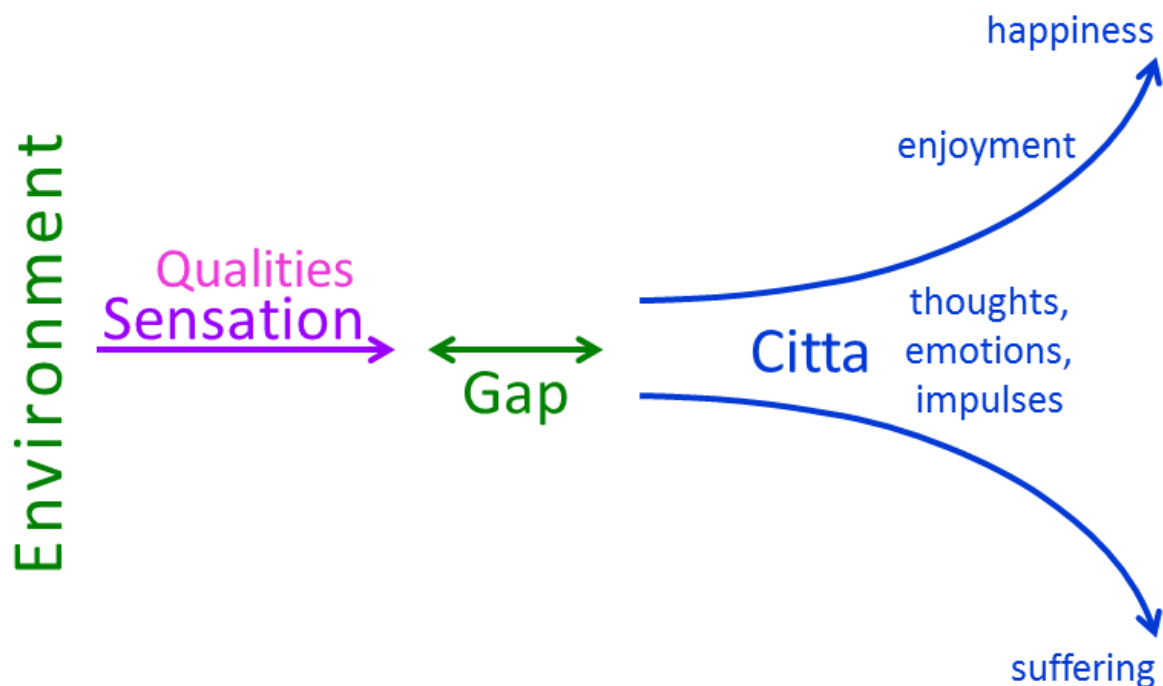 Environment
Qualities
Sensation
Gap
happiness
enjoyment
Citta
thoughts,
emotions,
impulses
suffering